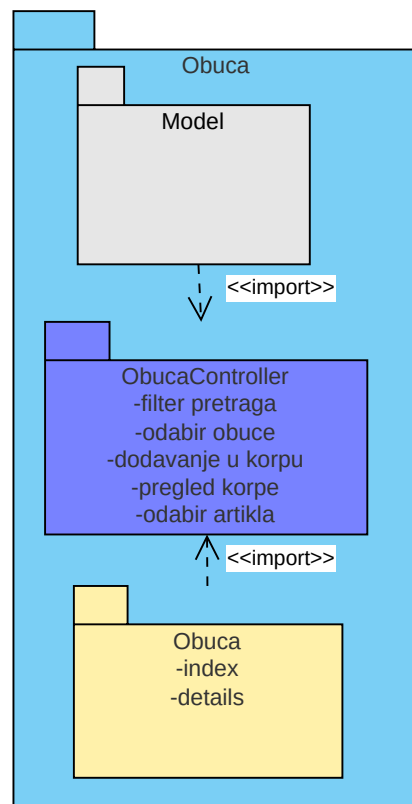 Obuca
Model
<<import>>
ObucaController
-filter pretraga
-odabir obuce
-dodavanje u korpu
-pregled korpe
-odabir artikla
<<import>>
Obuca
-index
-details